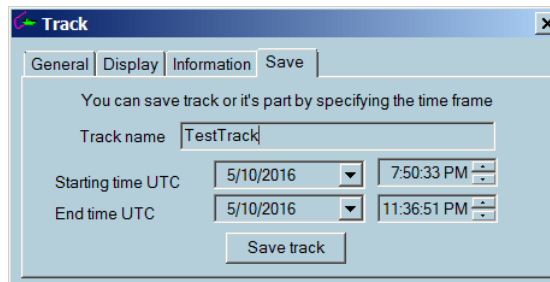 Track
General Display Information Save
You can save track or it's part by specifying the time frame
Track name TestTrack
Starting time UTC 5/10/2016 7:50:33 PM
End time UTC 5/10/2016 11:36:51 PM
Save track